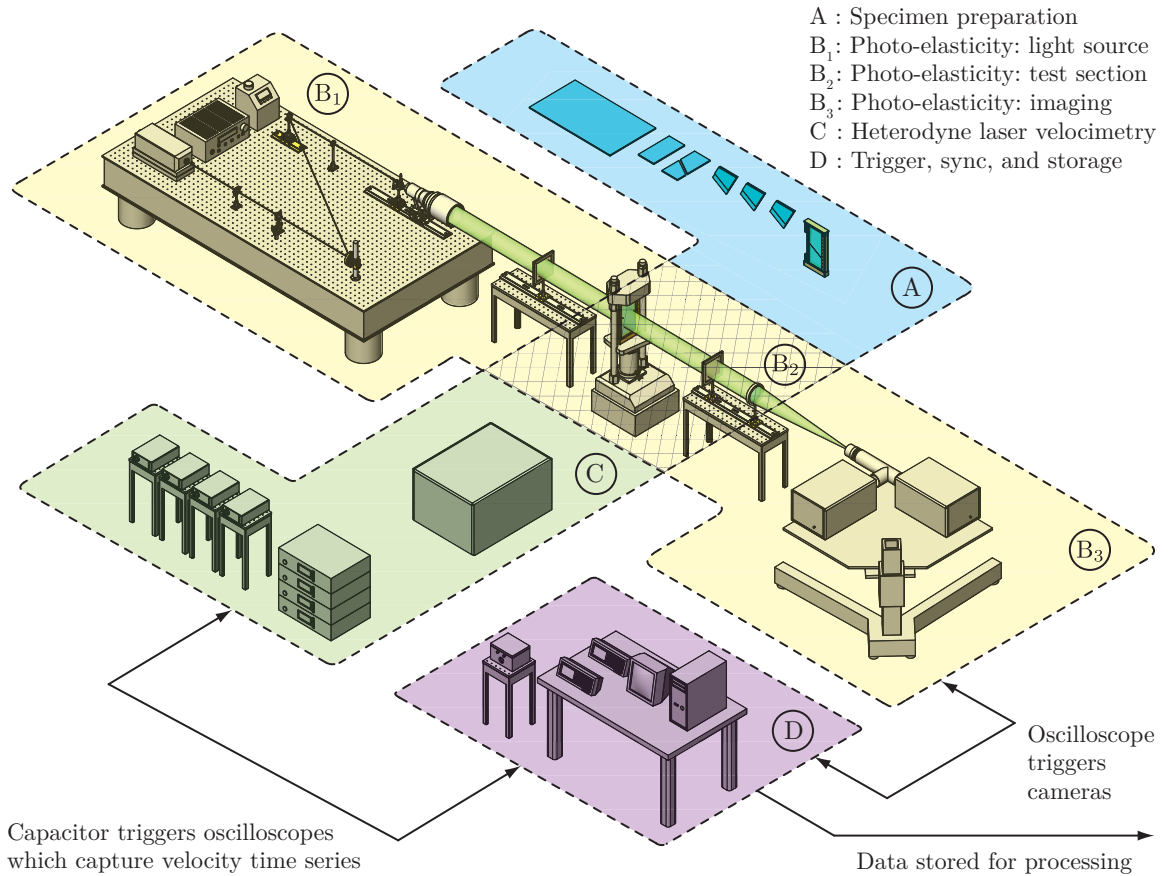 A : Specimen preparation
B₁: Photo-elasticity: light source
B₂: Photo-elasticity: test section
B₃: Photo-elasticity: imaging
C : Heterodyne laser velocimetry
D : Trigger, sync, and storage
B₁
A
B₂
C
B₃
D
Oscilloscope
triggers
cameras
Capacitor triggers oscilloscopes
which capture velocity time series
Data stored for processing